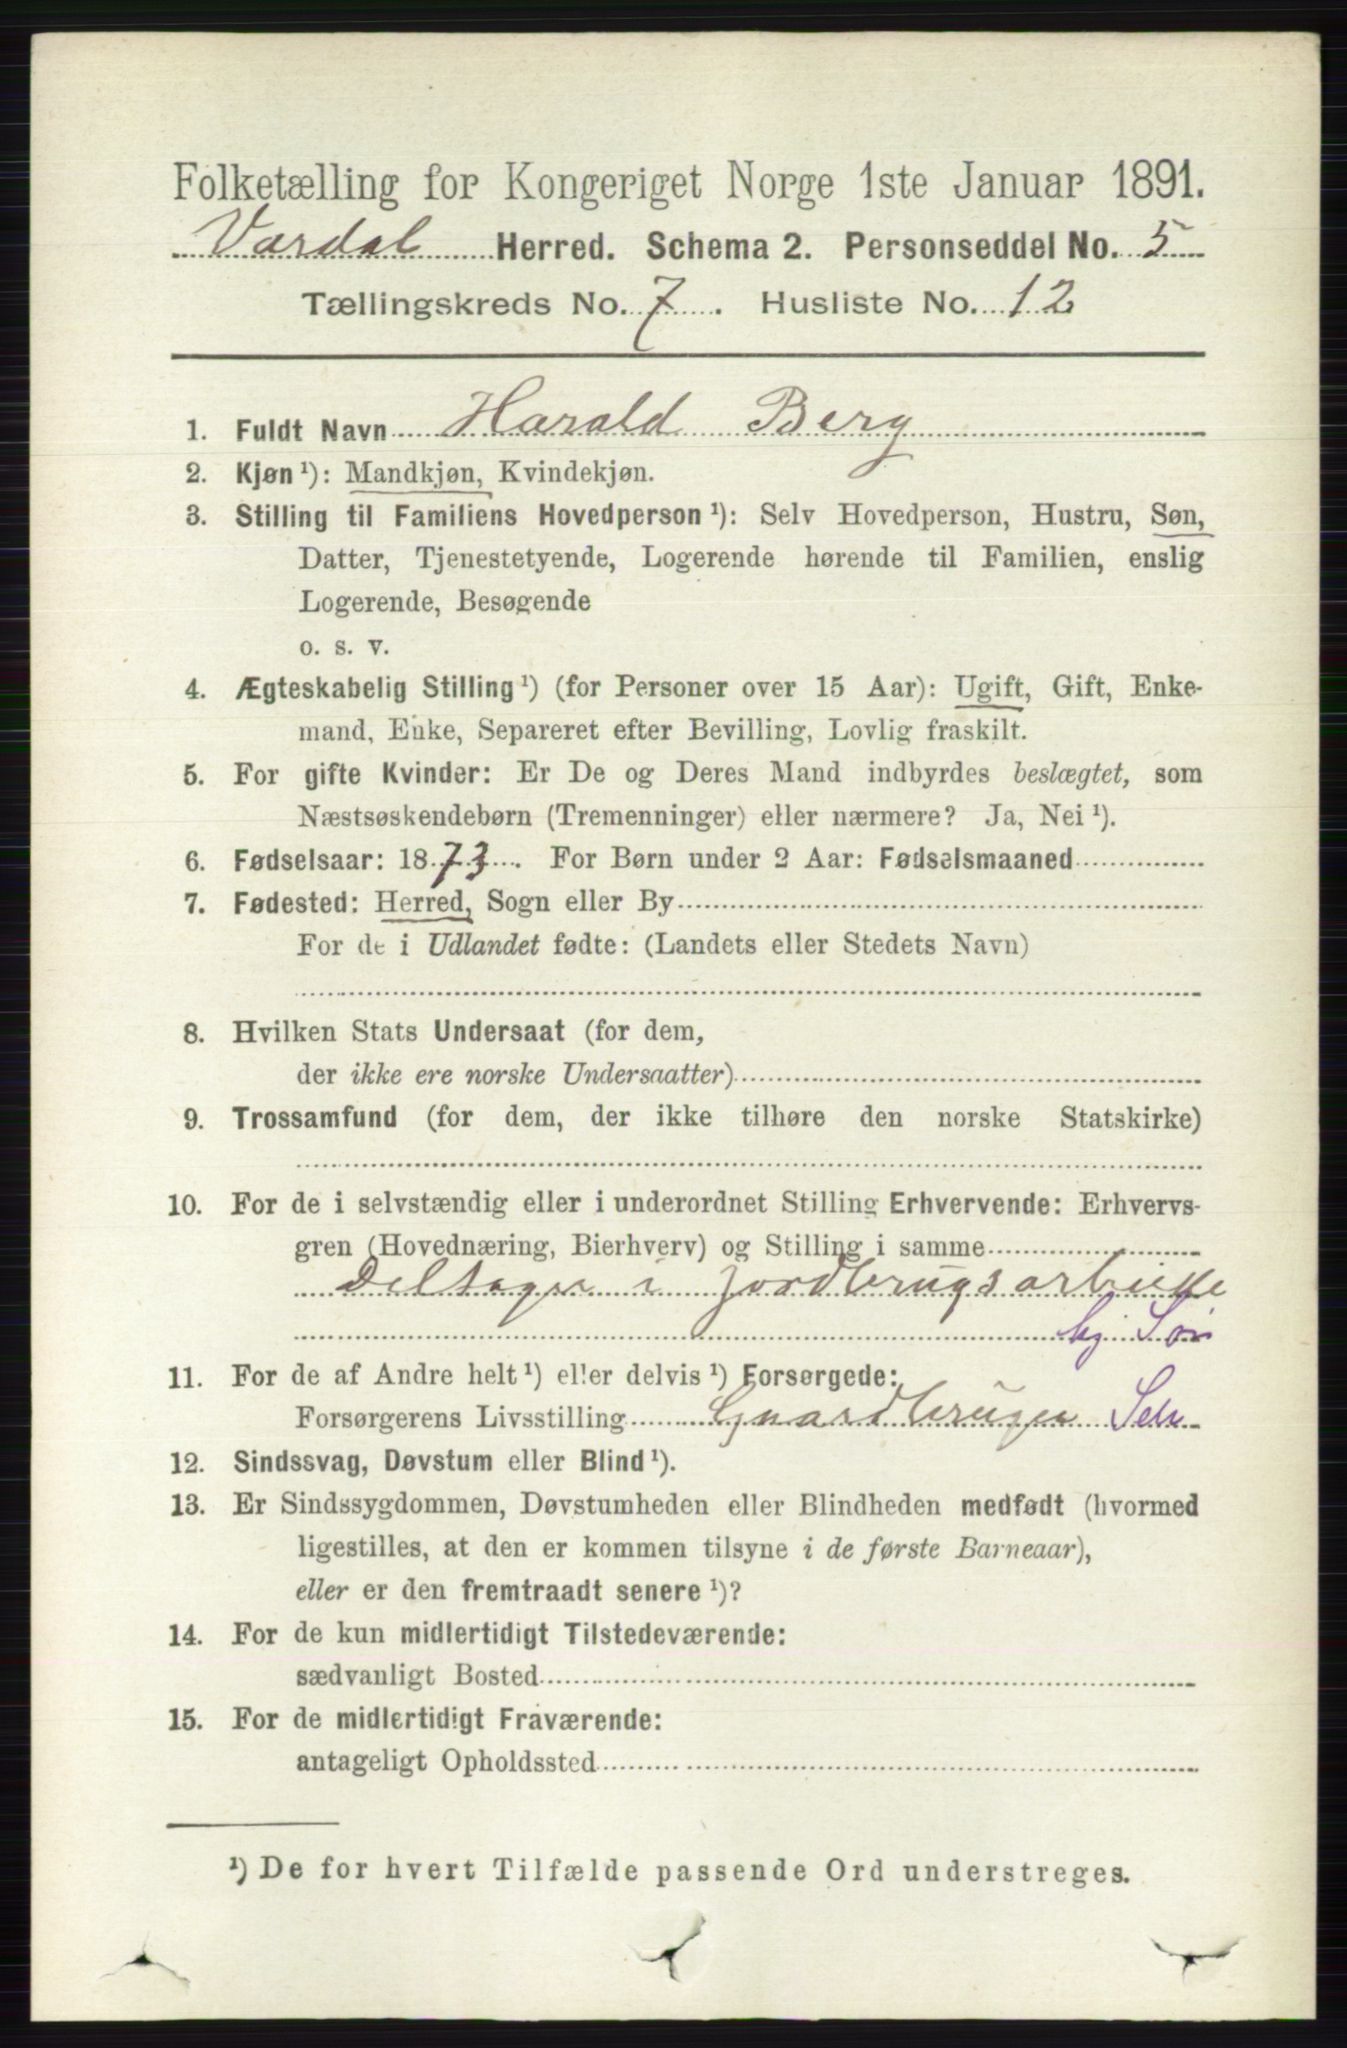 Folketælling for Kongeriget Norge 1ste Januar 1891.
Vardal Herred. Schema 2. Personseddel No. 5
Tællingskreds No. 7. Husliste No. 12
1. Fuldt Navn Harald Berg
2. Kjøn¹): Mandkjøn, Kvindekjøn.
3. Stilling til Familiens Hovedperson¹): Selv Hovedperson, Hustru, Søn,
Datter, Tjenestetyende, Logerende hørende til Familien, enslig
Logerende, Besøgende
o. s. v.
4. Ægteskabelig Stilling¹) (for Personer over 15 Aar): Ugift, Gift, Enke-
mand, Enke, Separeret efter Bevilling, Lovlig fraskilt.
5. For gifte Kvinder: Er De og Deres Mand indbyrdes beslægtet, som
Næstsøskendebørn (Tremenninger) eller nærmere? Ja, Nei¹).
6. Fødselsaar: 1873. For Børn under 2 Aar: Fødselsmaaned
7. Fødested: Herred, Sogn eller By
For de i Udlandet fødte: (Landets eller Stedets Navn)
8. Hvilken Stats Undersaat (for dem,
der ikke ere norske Undersaatter)
9. Trossamfund (for dem, der ikke tilhøre den norske Statskirke)
10. For de i selvstændig eller i underordnet Stilling Erhvervende: Erhvervs-
gren (Hovednæring, Bierhverv) og Stilling i samme
Deltager i jordbrugsarbeide
11. For de af Andre helt¹) eller delvis¹) Forsørgede:
Forsørgerens Livsstilling Gaardbruger Selv
12. Sindssvag, Døvstum eller Blind¹).
13. Er Sindssygdommen, Døvstumheden eller Blindheden medfødt (hvormed
ligestilles, at den er kommen tilsyne i de første Barneaar),
eller er den fremtraadt senere¹)?
14. For de kun midlertidigt Tilstedeværende:
sædvanligt Bosted
15. For de midlertidigt Fraværende:
antageligt Opholdssted
¹) De for hvert Tilfælde passende Ord understreges.